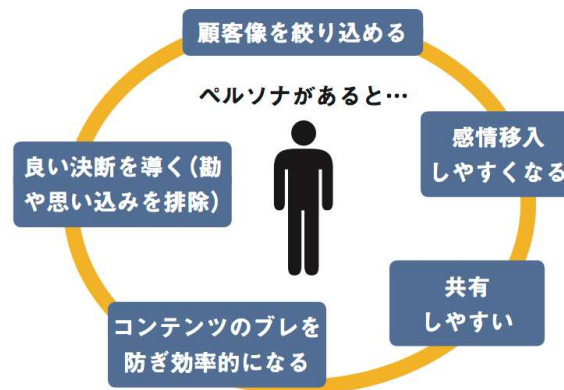 顧客像を絞り込める
ペルソナがあると…
感情移入
しやすくなる
共有
しやすい
コンテンツのブレを
防ぎ効率的になる
良い決断を導く(勘
や思い込みを排除)